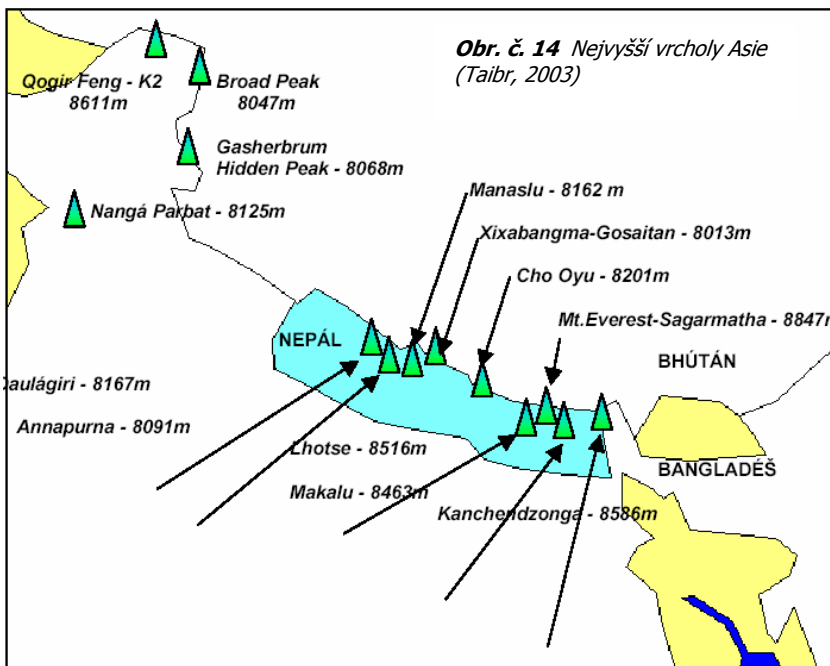 Obr. č. 14 Nejvyšší vrcholy Asie
(Taibr, 2003)
Qogir Feng - K2
8611m
Broad Peak
8047m
Gasherbrum
Hidden Peak - 8068m
Nangá Parbat - 8125m
Manaslu - 8162 m
Xixabangma-Gosaitan - 8013m
Cho Oyu - 8201m
Mt.Everest-Sagarmatha - 8847m
NEPÁL
BHÚTÁN
aulágiri - 8167m
Annapurna - 8091m
Lhotse - 8516m
Makalu - 8463m
Kanchendzonga - 8586m
BANGLADÉŠ